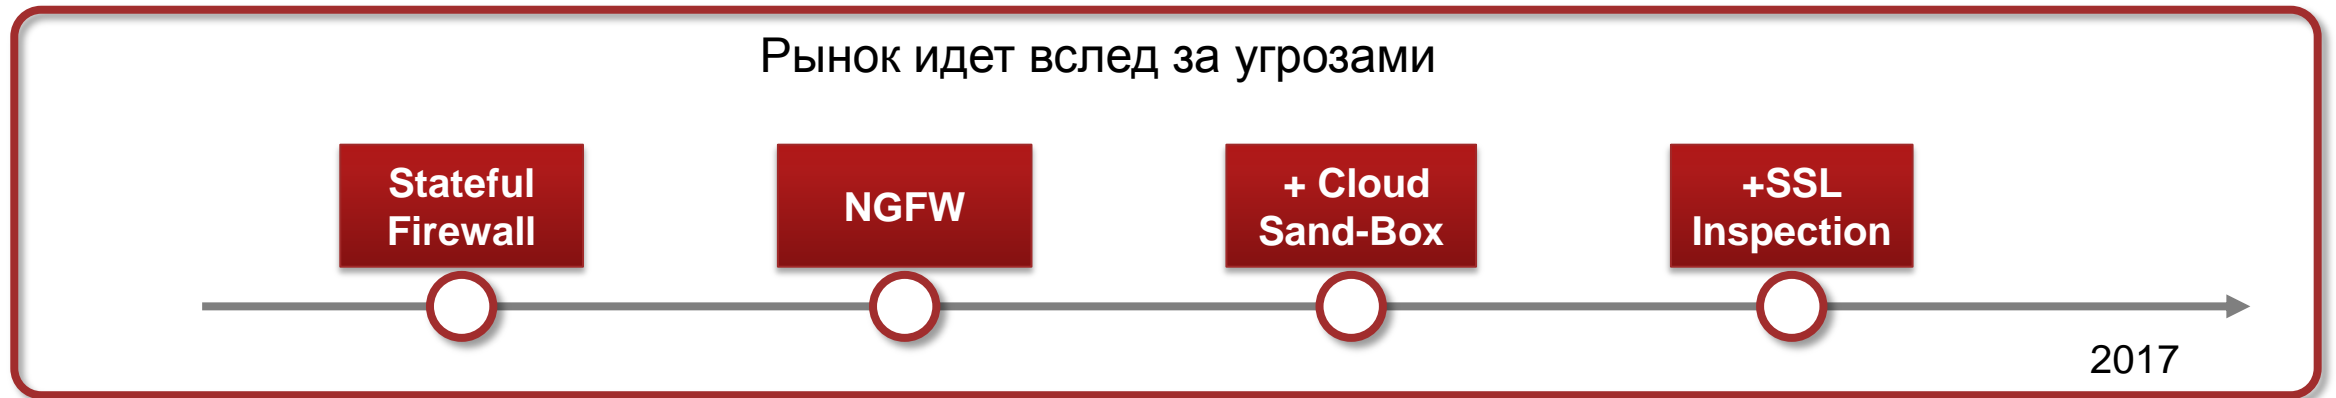 Рынок идет вслед за угрозами
Stateful
Firewall
NGFW
+ Cloud
Sand-Box
+SSL
Inspection
2017